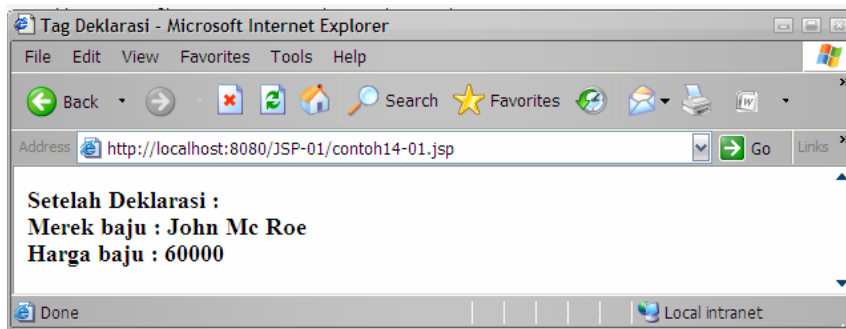 Tag Deklarasi - Microsoft Internet Explorer
File Edit View Favorites Tools Help
Back Search Favorites »
Address http://localhost:8080/JSP-01/contoh14-01.jsp Go Links »
Setelah Deklarasi :
Merek baju : John Mc Roe
Harga baju : 60000
Done Local intranet